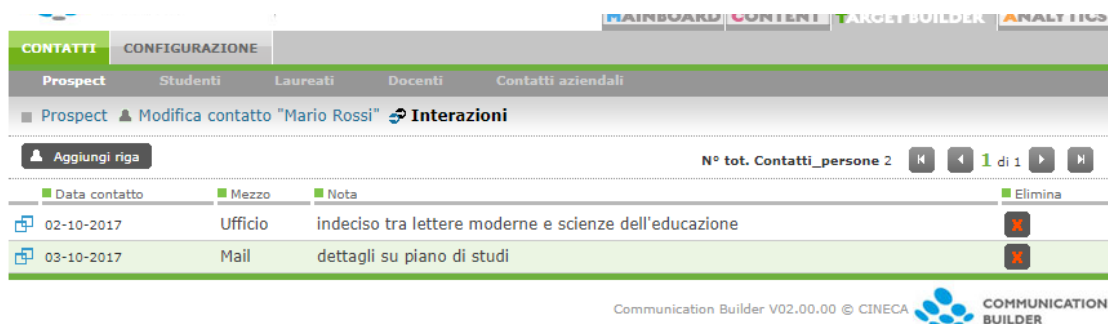 MAINBOARD CONTENT TARGET BUILDER ANALYTICS
CONTATTI CONFIGURAZIONE
Prospect Studenti Laureati Docenti Contatti aziendali
Prospect Modifica contatto "Mario Rossi" Interazioni
Aggiungi riga N° tot. Contatti_persone 2 1 di 1
Data contatto Mezzo Nota Elimina
02-10-2017 Ufficio indeciso tra lettere moderne e scienze dell'educazione X
03-10-2017 Mail dettagli su piano di studi X
Communication Builder V02.00.00 © CINECA COMMUNICATION
BUILDER